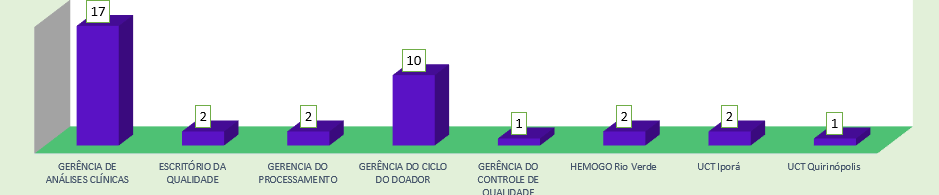 17
10
2
2
1
2
2
1
GERÊNCIA DE
ANÁLISES CLÍNICAS
ESCRITÓRIO DA
QUALIDADE
GERENCIA DO
PROCESSAMENTO
GERÊNCIA DO CICLO
DO DOADOR
GERÊNCIA DO
CONTROLE DE
QUALIDADE
HEMOGO Rio Verde
UCT Iporá
UCT Quirinópolis